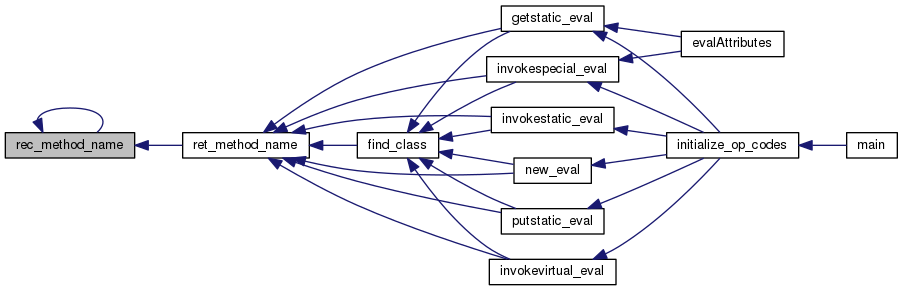 getstatic_eval
evalAttributes
invokespecial_eval
invokestatic_eval
rec_method_name
ret_method_name
find_class
initialize_op_codes
main
new_eval
putstatic_eval
invokevirtual_eval